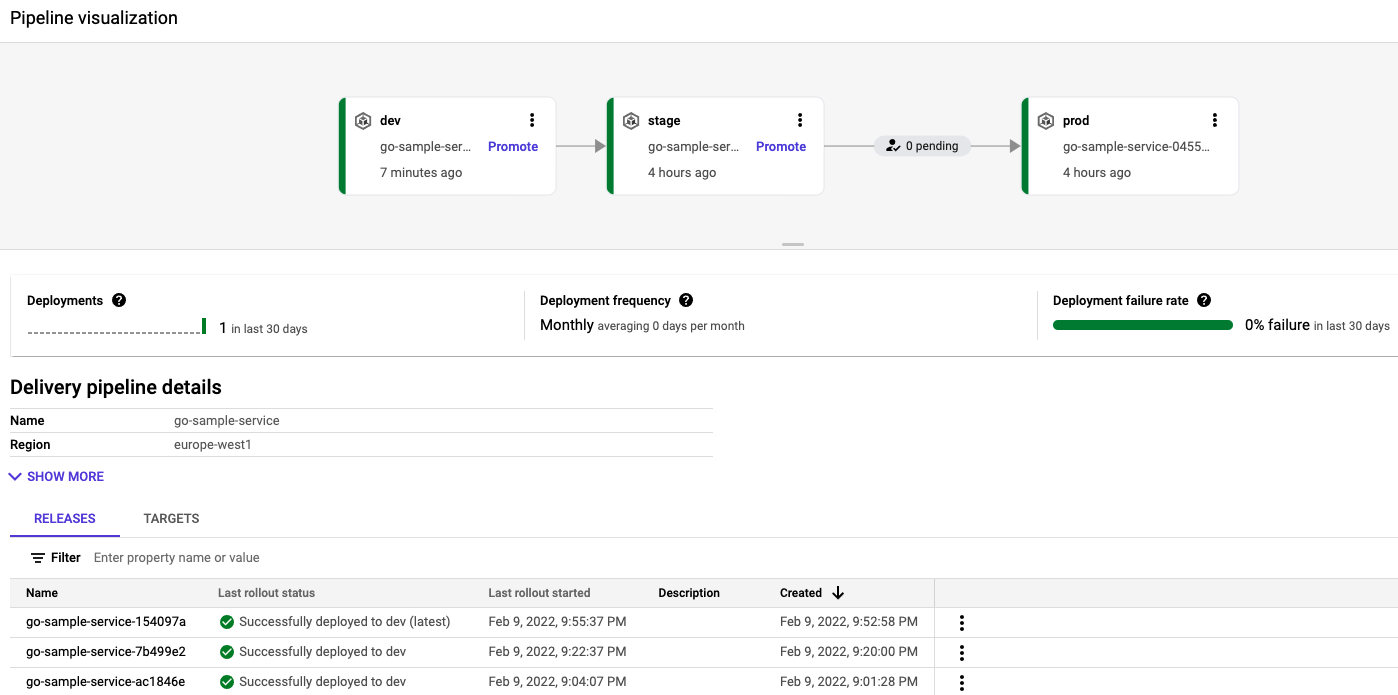 Pipeline visualization
dev
go-sample-ser... Promote
7 minutes ago
stage
go-sample-ser... Promote
4 hours ago
0 pending
prod
go-sample-service-0455...
4 hours ago
Deployments ?
1 in last 30 days
Deployment frequency ?
Monthly averaging 0 days per month
Deployment failure rate ?
0% failure in last 30 days
Delivery pipeline details
Name go-sample-service
Region europe-west1
SHOW MORE
RELEASES TARGETS
Filter Enter property name or value
Name Last rollout status Last rollout started Description Created
go-sample-service-154097a Successfully deployed to dev (latest) Feb 9, 2022, 9:55:37 PM Feb 9, 2022, 9:52:58 PM
go-sample-service-7b499e2 Successfully deployed to dev Feb 9, 2022, 9:22:37 PM Feb 9, 2022, 9:20:00 PM
go-sample-service-ac1846e Successfully deployed to dev Feb 9, 2022, 9:04:07 PM Feb 9, 2022, 9:01:28 PM